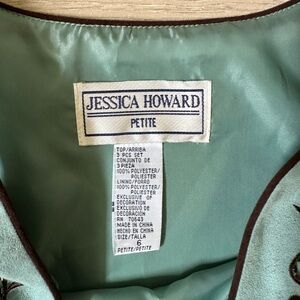 JESSICA HOWARD
PETITE
TOP/ARRIBA
3 PCS SET
CONJUNTO DE
3 PIEZA
100% POLYESTER/
POLIESTER
LINING/FORRO
100% POLYESTER/
POLIESTER
EXCLUSIVE OF
DECORATION
EXCLUSIVO DE
DECORACION
RN 70643
MADE IN CHINA
HECHO EN CHINA
SIZE/TALLA
6
PETITE/PETITE